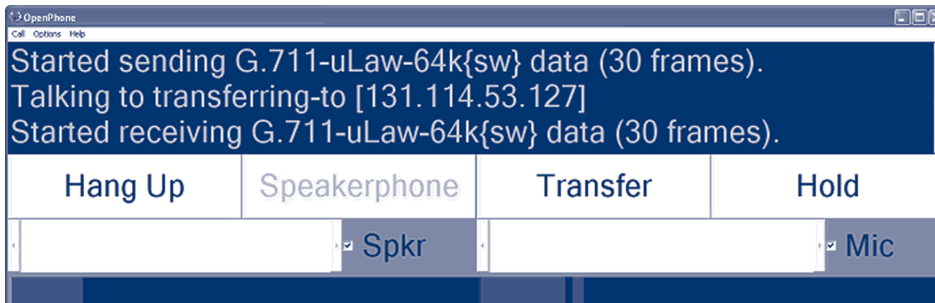 OpenPhone
Call Options Help
Started sending G.711-uLaw-64k{sw} data (30 frames).
Talking to transferring-to [131.114.53.127]
Started receiving G.711-uLaw-64k{sw} data (30 frames).
Hang Up Speakerphone Transfer Hold
Spkr Mic